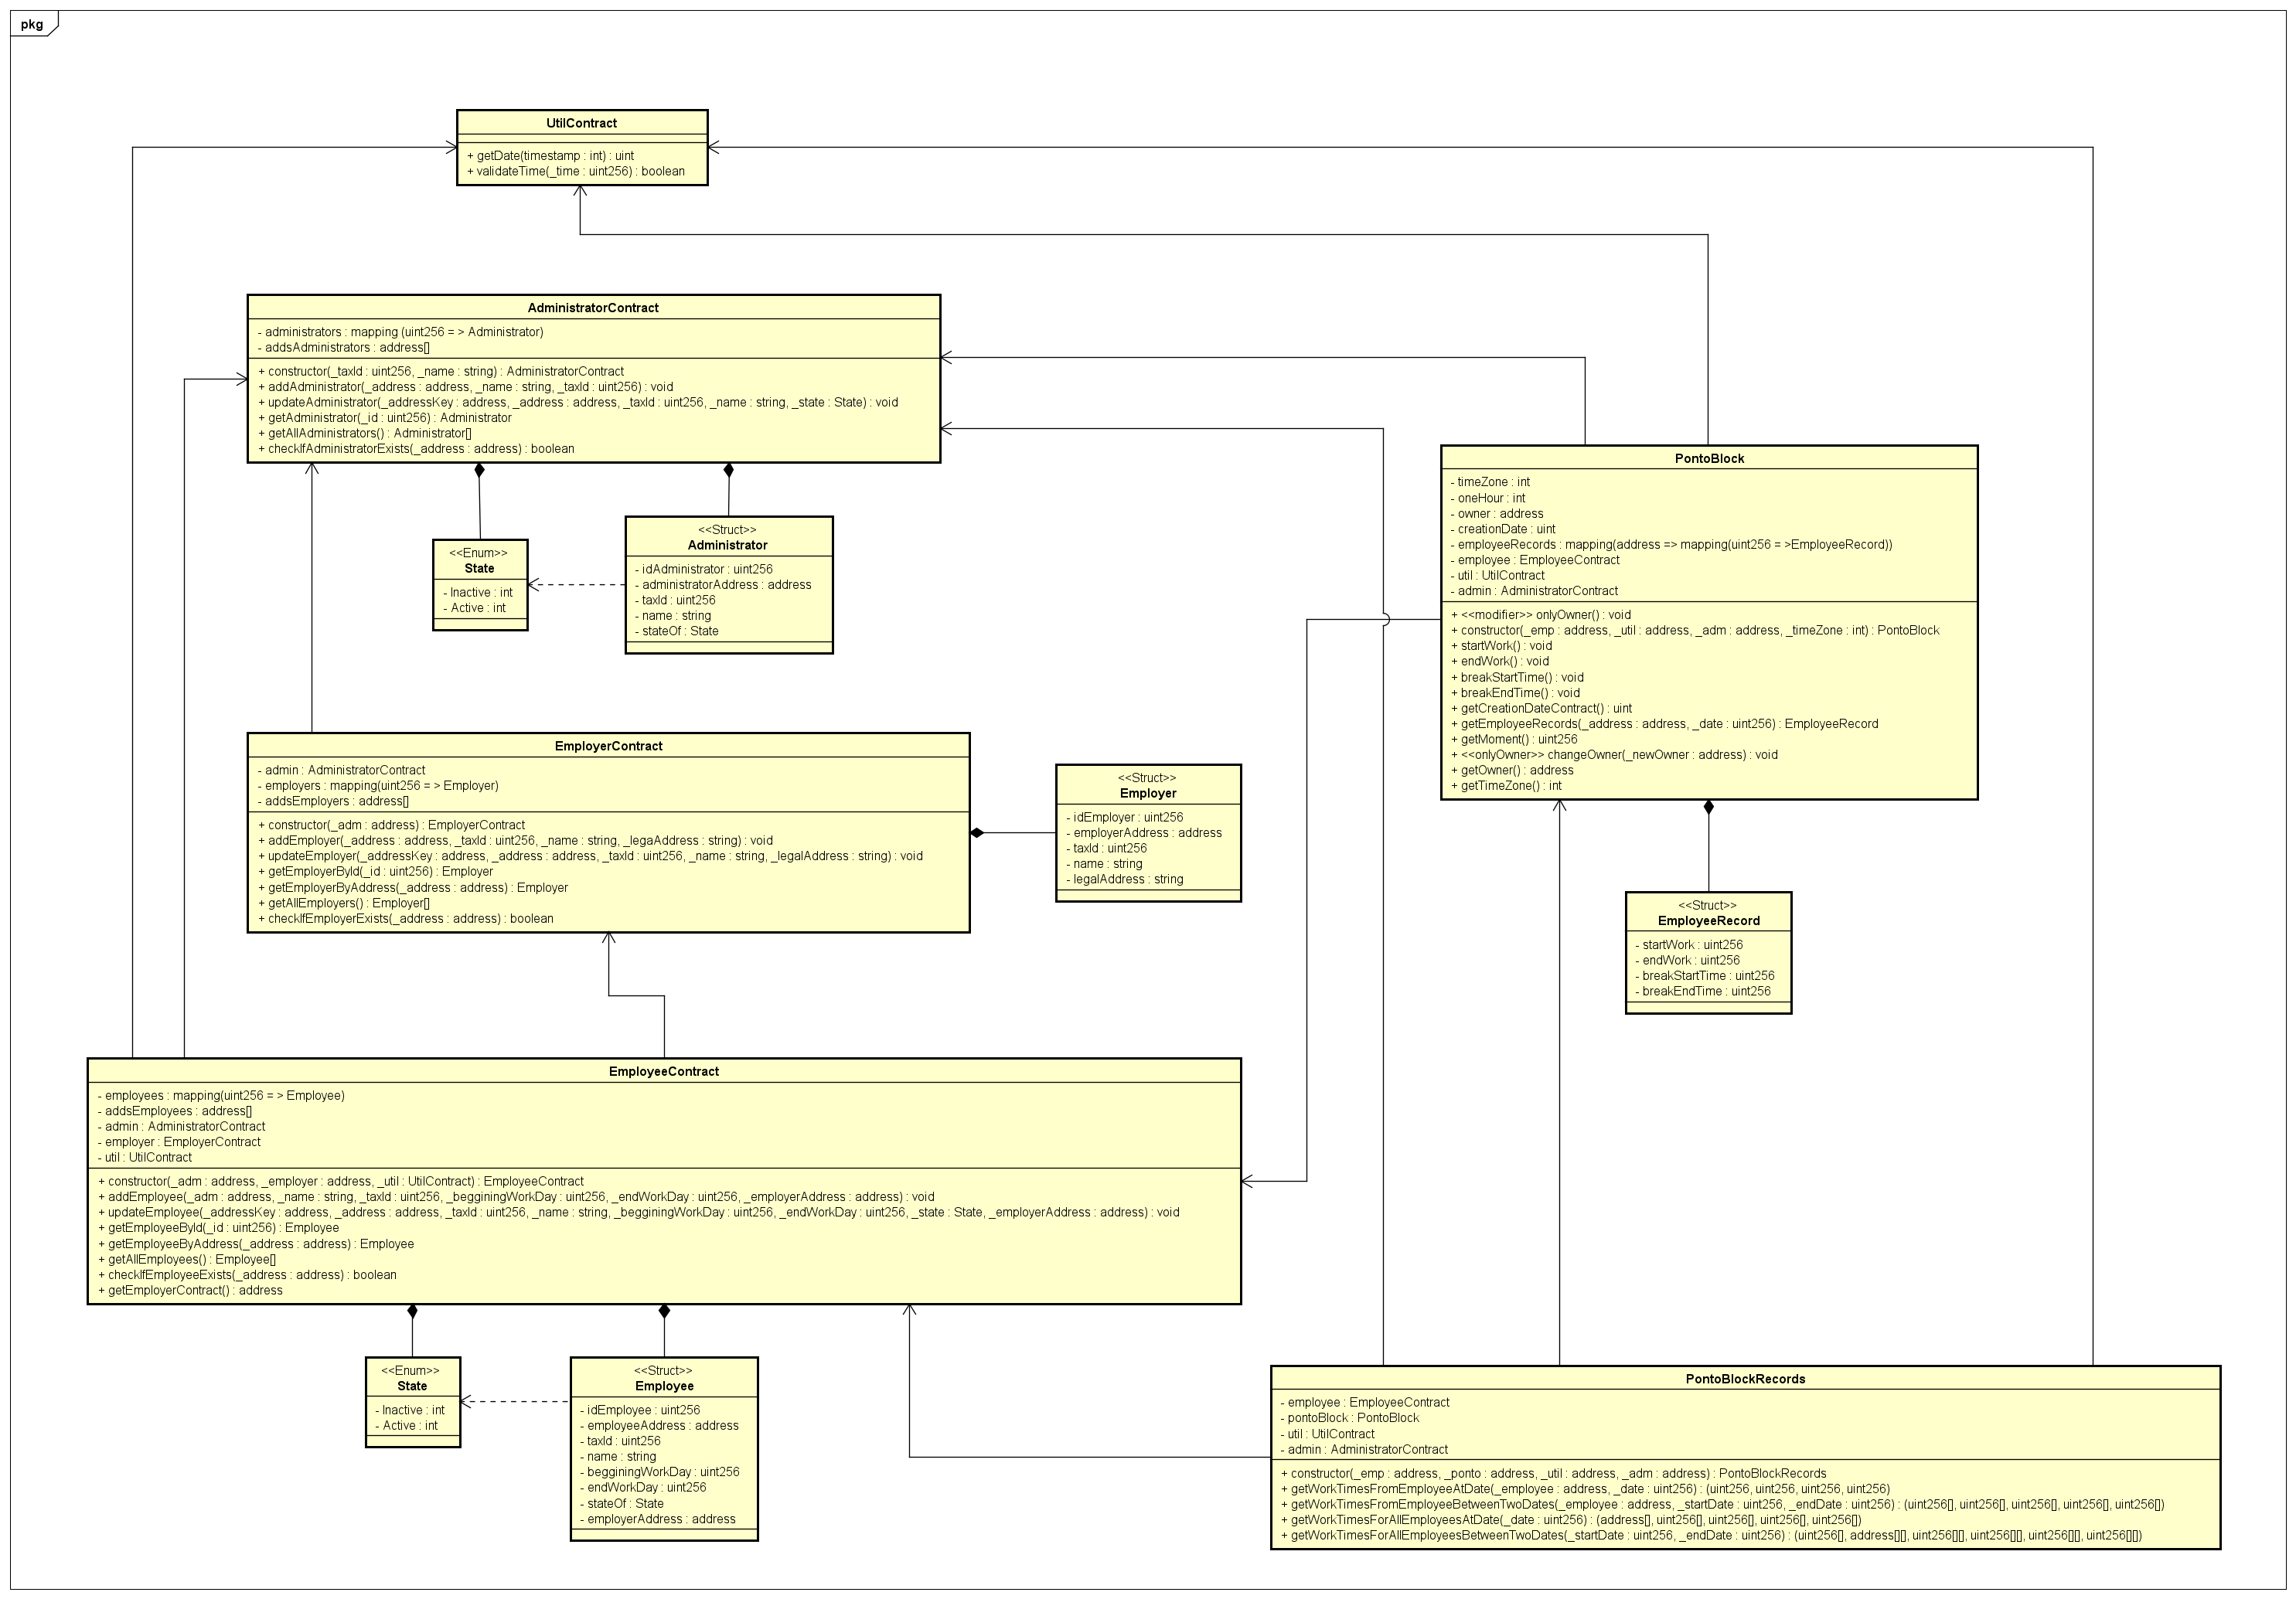 pkg
UtilContract
+ getDate(timestamp : int) : uint
+ validateTime(_time : uint256) : boolean
AdministratorContract
- administrators : mapping (uint256 = > Administrator)
- addsAdministrators : address[]
+ constructor(_taxId : uint256, _name : string) : AdministratorContract
+ addAdministrator(_address : address, _name : string, _taxId : uint256) : void
+ updateAdministrator(_addressKey : address, _address : address, _taxId : uint256, _name : string, _state : State) : void
+ getAdministrator(_id : uint256) : Administrator
+ getAllAdministrators() : Administrator[]
+ checkIfAdministratorExists(_address : address) : boolean
<<Enum>>
State
- Inactive : int
- Active : int
<<Struct>>
Administrator
- idAdministrator : uint256
- administratorAddress : address
- taxId : uint256
- name : string
- stateOf : State
PontoBlock
- timeZone : int
- oneHour : int
- owner : address
- creationDate : uint
- employeeRecords : mapping(address => mapping(uint256 = >EmployeeRecord))
- employee : EmployeeContract
- util : UtilContract
- admin : AdministratorContract
+ <<modifier>> onlyOwner() : void
+ constructor(_emp : address, _util : address, _adm : address, _timeZone : int) : PontoBlock
+ startWork() : void
+ endWork() : void
+ breakStartTime() : void
+ breakEndTime() : void
+ getCreationDateContract() : uint
+ getEmployeeRecords(_address : address, _date : uint256) : EmployeeRecord
+ getMoment() : uint256
+ <<onlyOwner>> changeOwner(_newOwner : address) : void
+ getOwner() : address
+ getTimeZone() : int
EmployerContract
- admin : AdministratorContract
- employers : mapping(uint256 = > Employer)
- addsEmployers : address[]
+ constructor(_adm : address) : EmployerContract
+ addEmployer(_address : address, _taxId : uint256, _name : string, _legaAddress : string) : void
+ updateEmployer(_addressKey : address, _address : address, _taxId : uint256, _name : string, _legalAddress : string) : void
+ getEmployerById(_id : uint256) : Employer
+ getEmployerByAddress(_address : address) : Employer
+ getAllEmployers() : Employer[]
+ checkIfEmployerExists(_address : address) : boolean
<<Struct>>
Employer
- idEmployer : uint256
- employerAddress : address
- taxId : uint256
- name : string
- legalAddress : string
<<Struct>>
EmployeeRecord
- startWork : uint256
- endWork : uint256
- breakStartTime : uint256
- breakEndTime : uint256
EmployeeContract
- employees : mapping(uint256 = > Employee)
- addsEmployees : address[]
- admin : AdministratorContract
- employer : EmployerContract
- util : UtilContract
+ constructor(_adm : address, _employer : address, _util : UtilContract) : EmployeeContract
+ addEmployee(_adm : address, _name : string, _taxId : uint256, _begginingWorkDay : uint256, _endWorkDay : uint256, _employerAddress : address) : void
+ updateEmployee(_addressKey : address, _address : address, _taxId : uint256, _name : string, _begginingWorkDay : uint256, _endWorkDay : uint256, _state : State, _employerAddress : address) : void
+ getEmployeeById(_id : uint256) : Employee
+ getEmployeeByAddress(_address : address) : Employee
+ getAllEmployees() : Employee[]
+ checkIfEmployeeExists(_address : address) : boolean
+ getEmployerContract() : address
<<Enum>>
State
- Inactive : int
- Active : int
<<Struct>>
Employee
- idEmployee : uint256
- employeeAddress : address
- taxId : uint256
- name : string
- begginingWorkDay : uint256
- endWorkDay : uint256
- stateOf : State
- employerAddress : address
PontoBlockRecords
- employee : EmployeeContract
- pontoBlock : PontoBlock
- util : UtilContract
- admin : AdministratorContract
+ constructor(_emp : address, _ponto : address, _util : address, _adm : address) : PontoBlockRecords
+ getWorkTimesFromEmployeeAtDate(_employee : address, _date : uint256) : (uint256, uint256, uint256, uint256)
+ getWorkTimesFromEmployeeBetweenTwoDates(_employee : address, _startDate : uint256, _endDate : uint256) : (uint256[], uint256[], uint256[], uint256[], uint256[])
+ getWorkTimesForAllEmployeesAtDate(_date : uint256) : (address[], uint256[], uint256[], uint256[], uint256[])
+ getWorkTimesForAllEmployeesBetweenTwoDates(_startDate : uint256, _endDate : uint256) : (uint256[], address[][], uint256[][], uint256[][], uint256[][], uint256[][])